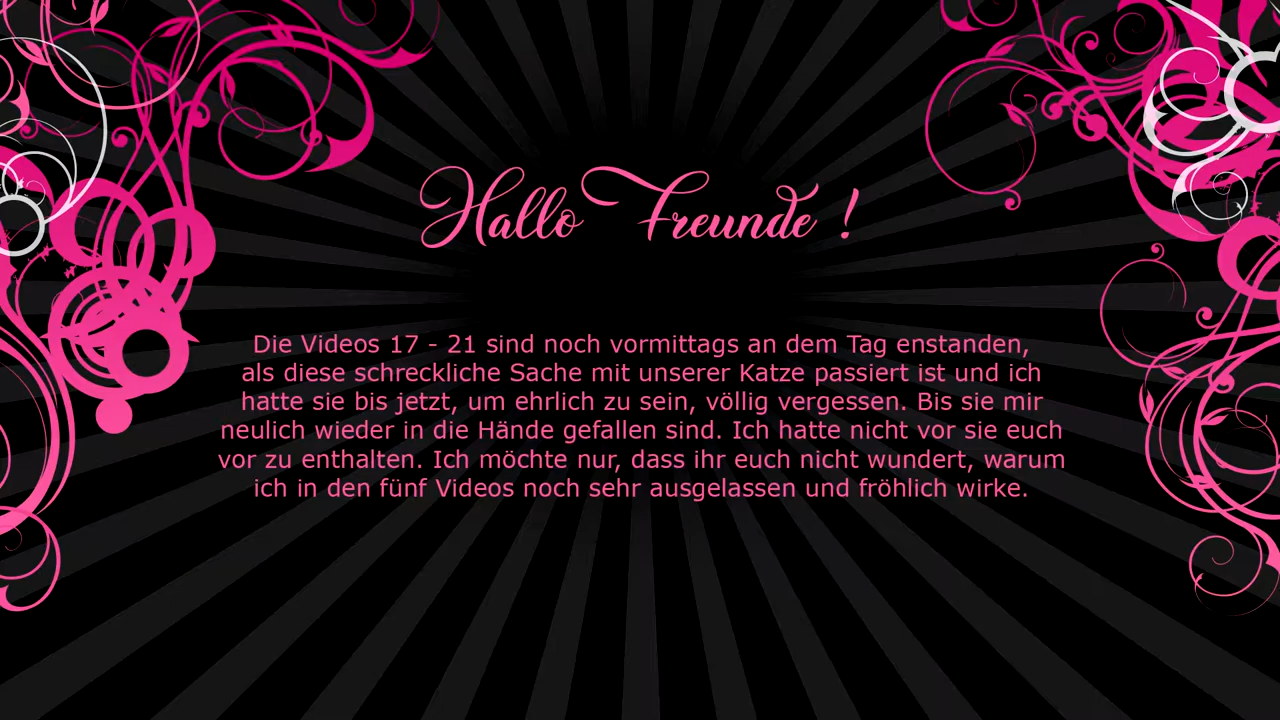 Hallo Freunde !
Die Videos 17 - 21 sind noch vormittags an dem Tag enstanden,
als diese schreckliche Sache mit unserer Katze passiert ist und ich
hatte sie bis jetzt, um ehrlich zu sein, völlig vergessen. Bis sie mir
neulich wieder in die Hände gefallen sind. Ich hatte nicht vor sie euch
vor zu enthalten. Ich möchte nur, dass ihr euch nicht wundert, warum
ich in den fünf Videos noch sehr ausgelassen und fröhlich wirke.